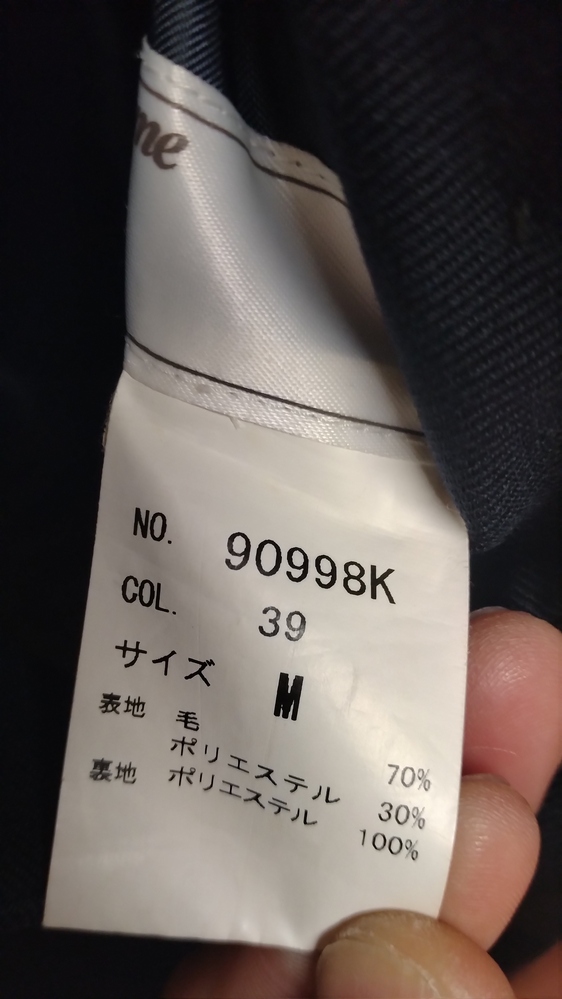 NO. 90998K
COL. 39
サイズ M
表地 毛 70%
ポリエステル 30%
裏地 ポリエステル 100%